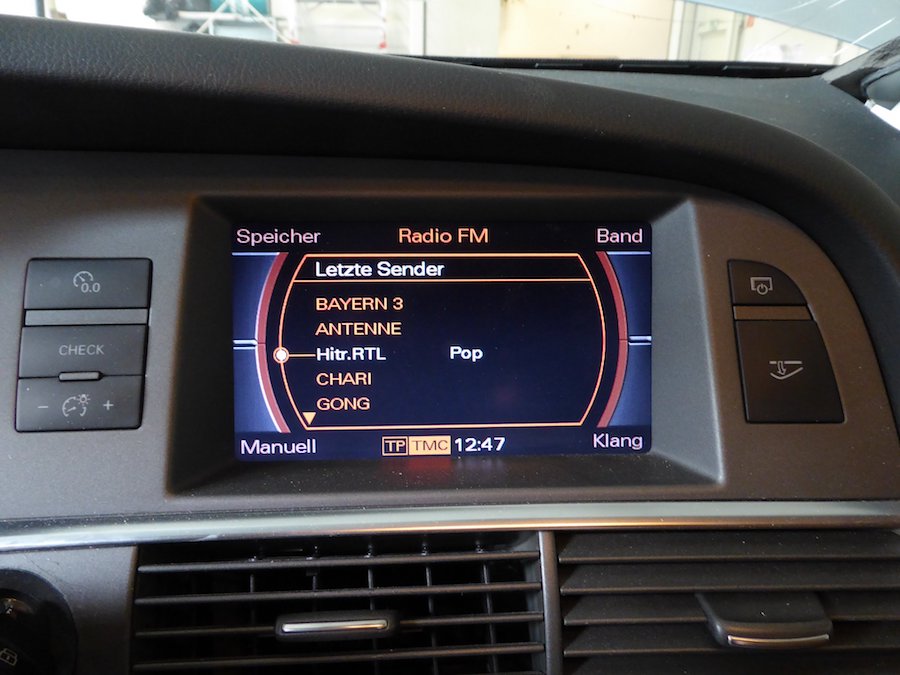 Speicher Radio FM Band
Letzte Sender
BAYERN 3
ANTENNE
Hitr.RTL Pop
CHARI
GONG
Manuell TP TMC 12:47 Klang
0.0
CHECK
- +